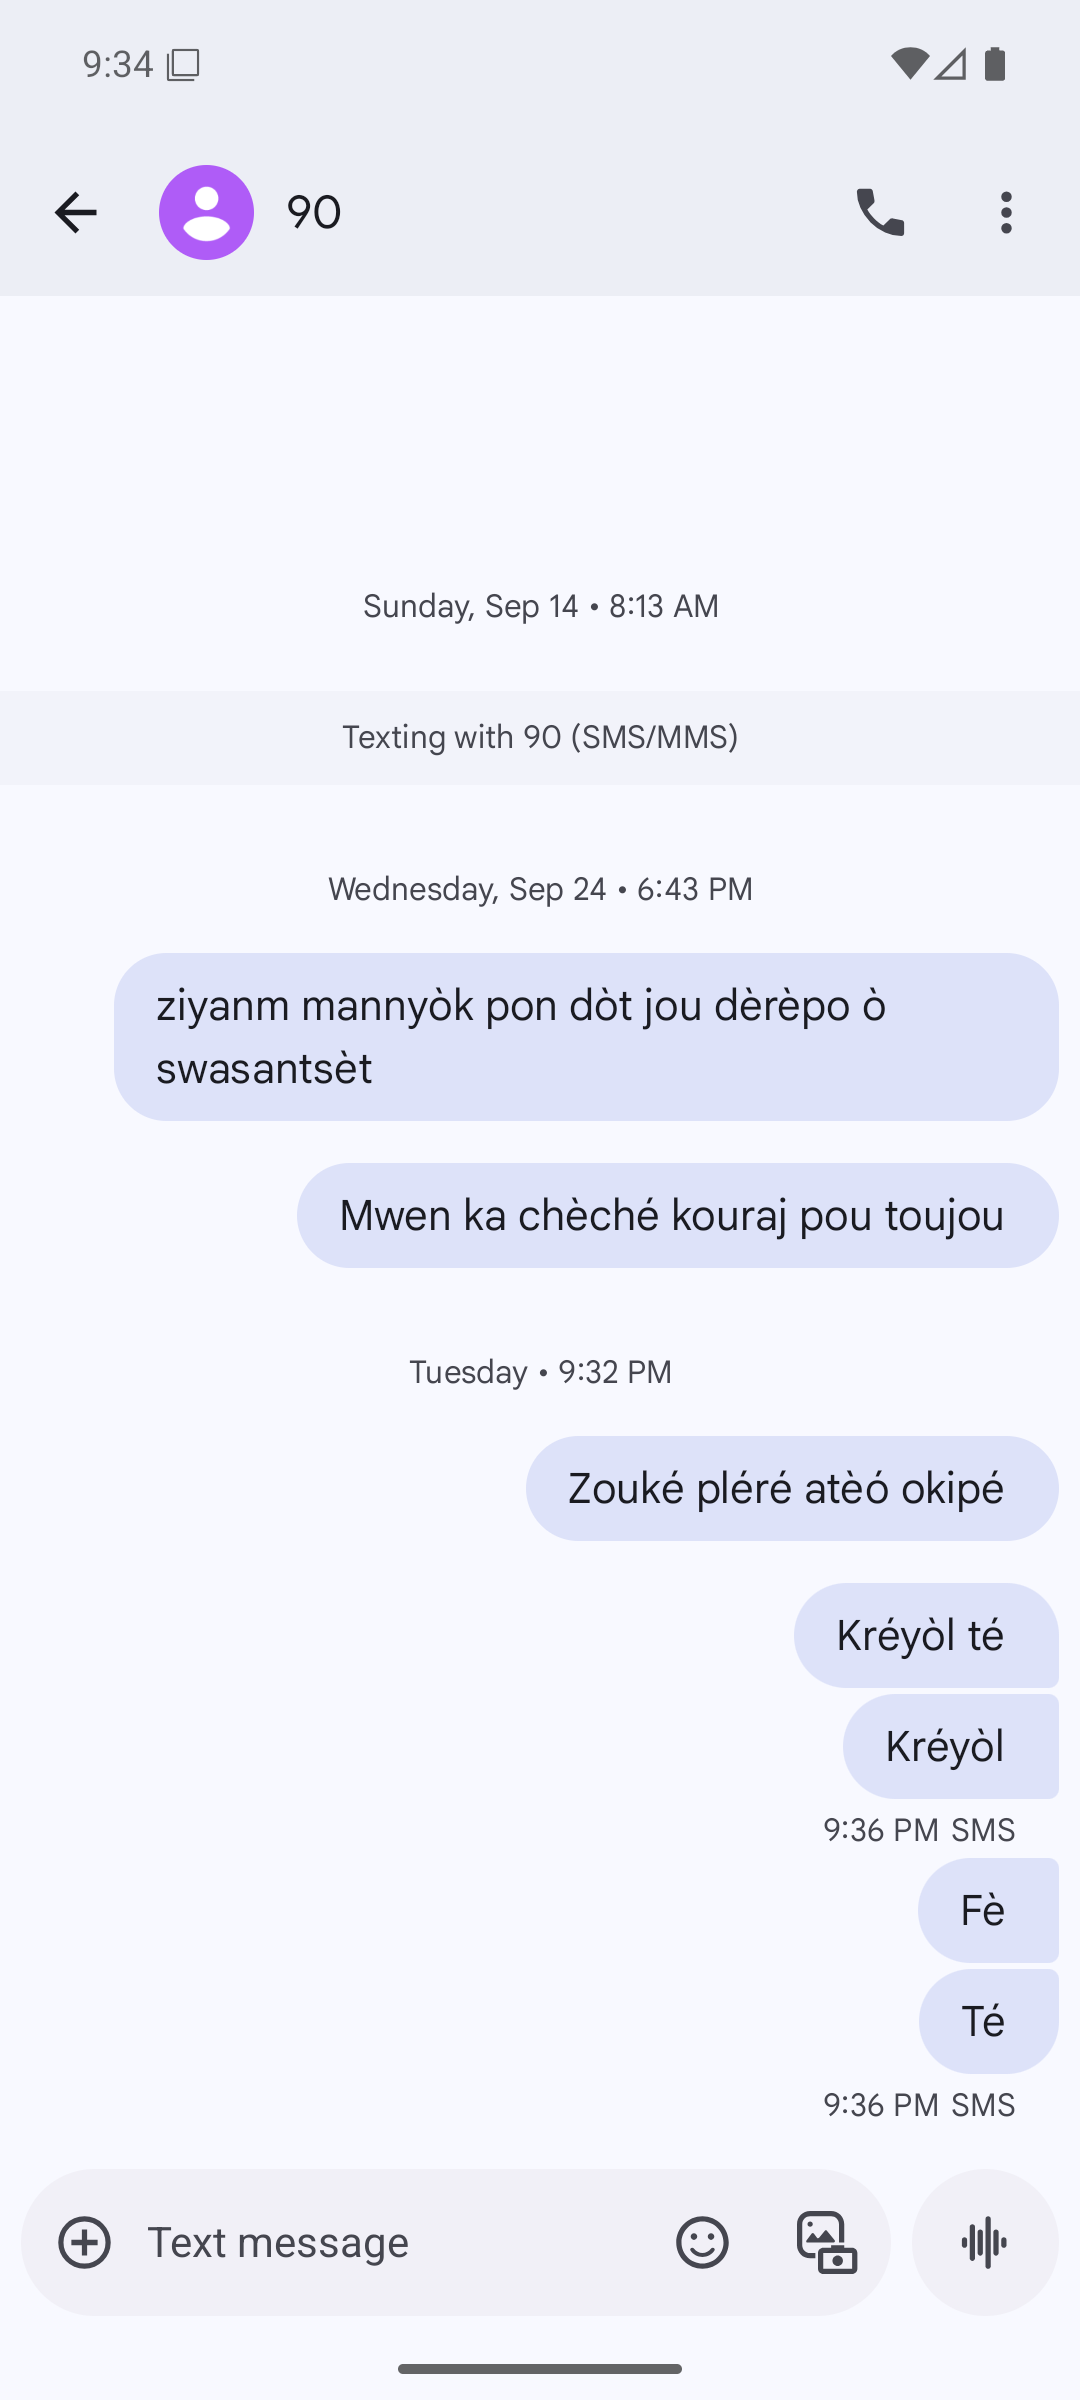 9:34
90
Sunday, Sep 14 • 8:13 AM
Texting with 90 (SMS/MMS)
Wednesday, Sep 24 • 6:43 PM
ziyanm mannyòk pon dòt jou dèrèpo ò
swasantsèt
Mwen ka chèché kouraj pou toujou
Tuesday • 9:32 PM
Zouké pléré atèó okipé
Kréyòl té
Kréyòl
9:36 PM SMS
Fè
Té
9:36 PM SMS
Text message